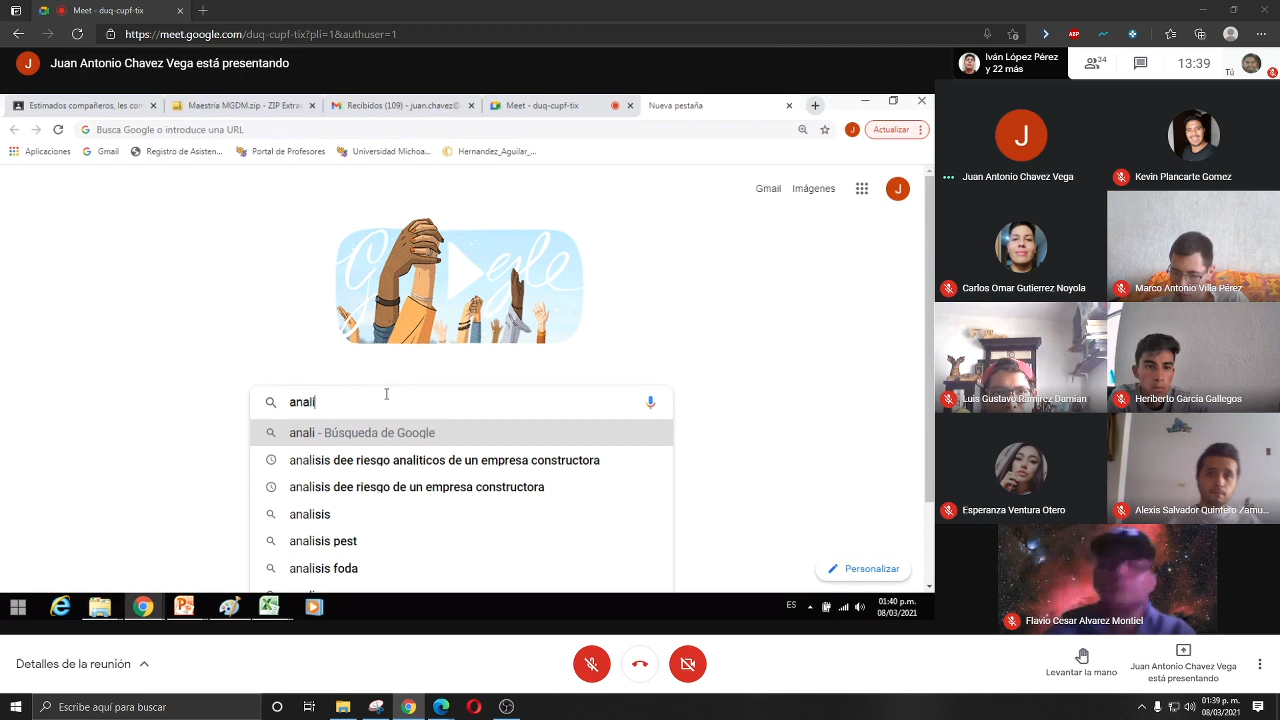 Meet - duq-cupf-tix
https://meet.google.com/duq-cupf-tix?pli=1&authuser=1
ABP
J
Juan Antonio Chavez Vega está presentando
Iván López Pérez
y 22 más
34
Tú
13:39
Estimados compañeros, les com
Maestría MGDM.zip - ZIP Extrac
Recibidos (109) - juan.chavez@
Meet - duq-cupf-tix
Nueva pestaña
Busca Google o introduce una URL
J
Actualizar
Aplicaciones
Gmail
Registro de Asisten...
Portal de Profesores
Universidad Michoa...
Hernandez_Aguilar_...
Gmail
Imágenes
J
Google
anali
anali - Búsqueda de Google
analisis dee riesgo analiticos de un empresa constructora
analisis dee riesgo de un empresa constructora
analisis
analisis pest
analisis foda
Personalizar
ES
01:40 p.m.
08/03/2021
J
Juan Antonio Chavez Vega
Kevin Plancarte Gomez
Carlos Omar Gutierrez Noyola
Marco Antonio Villa Pérez
Luis Gustavo Ramirez Damian
Heriberto García Gallegos
Esperanza Ventura Otero
Alexis Salvador Quintero Zamu...
Flavio Cesar Alvarez Montiel
Detalles de la reunión
Levantar la mano
Juan Antonio Chavez Vega
está presentando
Escribe aquí para buscar
01:39 p.m.
08/03/2021